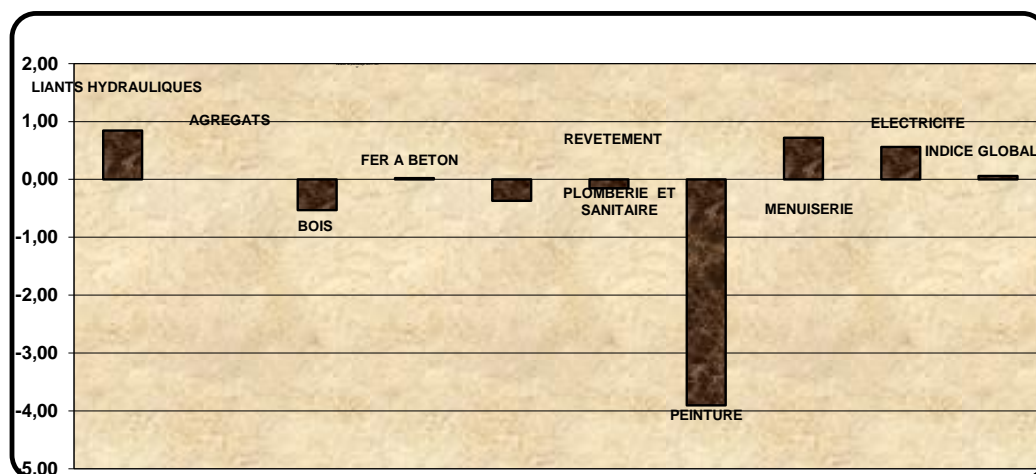 2,00
LIANTS HYDRAULIQUES
1,00
AGREGATS
ELECTRICITE
REVETEMENT
INDICE GLOBAL
FER A BETON
0,00
PLOMBERIE ET
SANITAIRE
MENUISERIE
BOIS
-1,00
-2,00
-3,00
-4,00
PEINTURE
-5,00